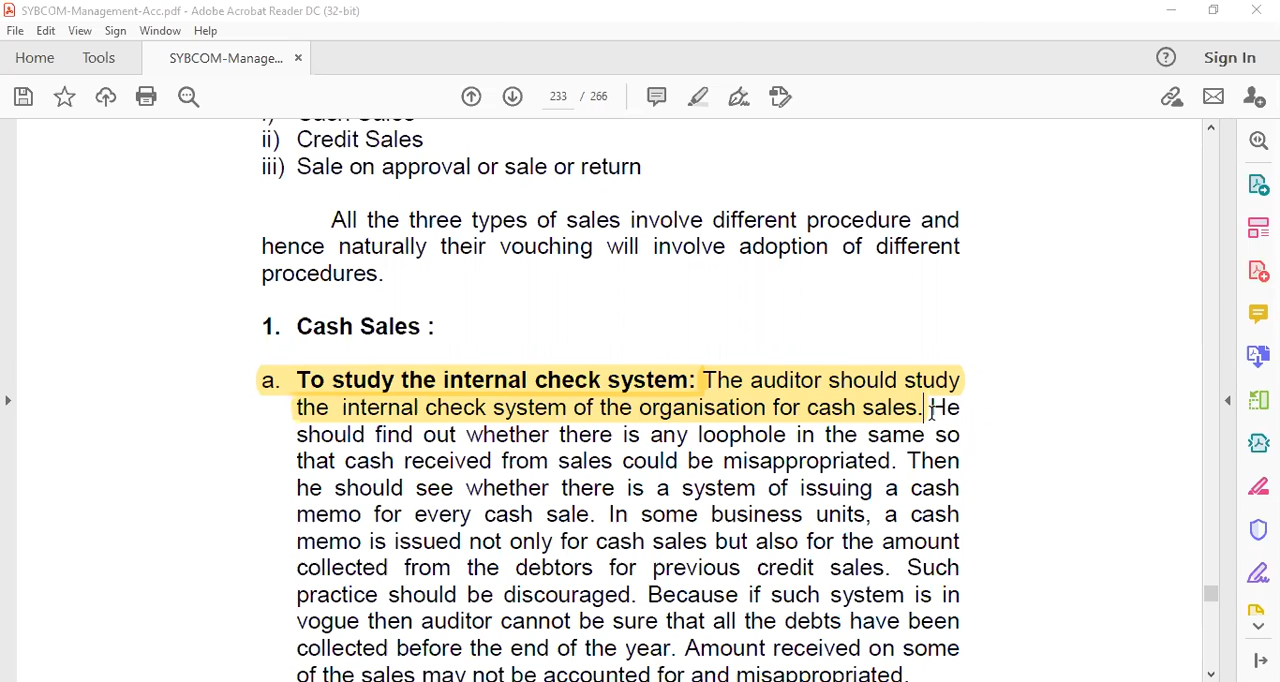 SYBCOM-Management-Acc.pdf - Adobe Acrobat Reader DC (32-bit)
File Edit View Sign Window Help
Home Tools SYBCOM-Manage... × Sign In
233 / 266
i) Cash Sales
ii) Credit Sales
iii) Sale on approval or sale or return
All the three types of sales involve different procedure and
hence naturally their vouching will involve adoption of different
procedures.
1. Cash Sales :
a. To study the internal check system: The auditor should study
the internal check system of the organisation for cash sales. He
should find out whether there is any loophole in the same so
that cash received from sales could be misappropriated. Then
he should see whether there is a system of issuing a cash
memo for every cash sale. In some business units, a cash
memo is issued not only for cash sales but also for the amount
collected from the debtors for previous credit sales. Such
practice should be discouraged. Because if such system is in
vogue then auditor cannot be sure that all the debts have been
collected before the end of the year. Amount received on some
of the sales may not be accounted for and misappropriated.